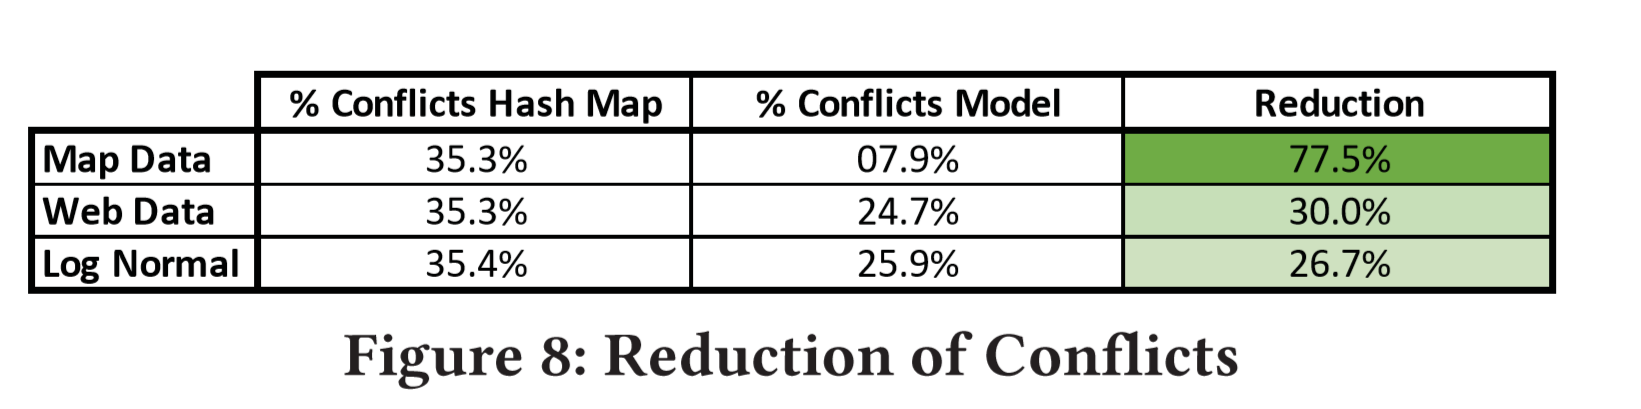 % Conflicts Hash Map % Conflicts Model Reduction
Map Data 35.3% 07.9% 77.5%
Web Data 35.3% 24.7% 30.0%
Log Normal 35.4% 25.9% 26.7%
Figure 8: Reduction of Conflicts